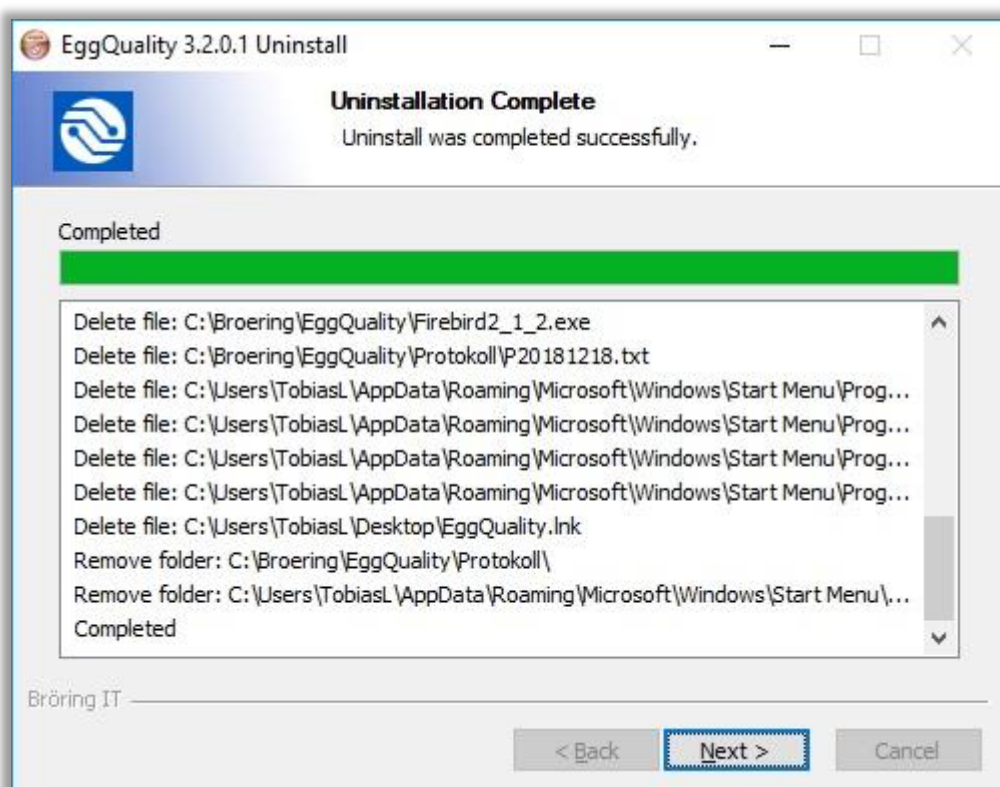 EggQuality 3.2.0.1 Uninstall
Uninstallation Complete
Uninstall was completed successfully.
Completed
Delete file: C:\Broering\EggQuality\Firebird2_1_2.exe
Delete file: C:\Broering\EggQuality\Protokoll\P20181218.txt
Delete file: C:\Users\TobiasL\AppData\Roaming\Microsoft\Windows\Start Menu\Prog...
Delete file: C:\Users\TobiasL\AppData\Roaming\Microsoft\Windows\Start Menu\Prog...
Delete file: C:\Users\TobiasL\AppData\Roaming\Microsoft\Windows\Start Menu\Prog...
Delete file: C:\Users\TobiasL\AppData\Roaming\Microsoft\Windows\Start Menu\Prog...
Delete file: C:\Users\TobiasL\Desktop\EggQuality.lnk
Remove folder: C:\Broering\EggQuality\Protokoll\
Remove folder: C:\Users\TobiasL\AppData\Roaming\Microsoft\Windows\Start Menu\...
Completed
Bröring IT
< Back Next > Cancel